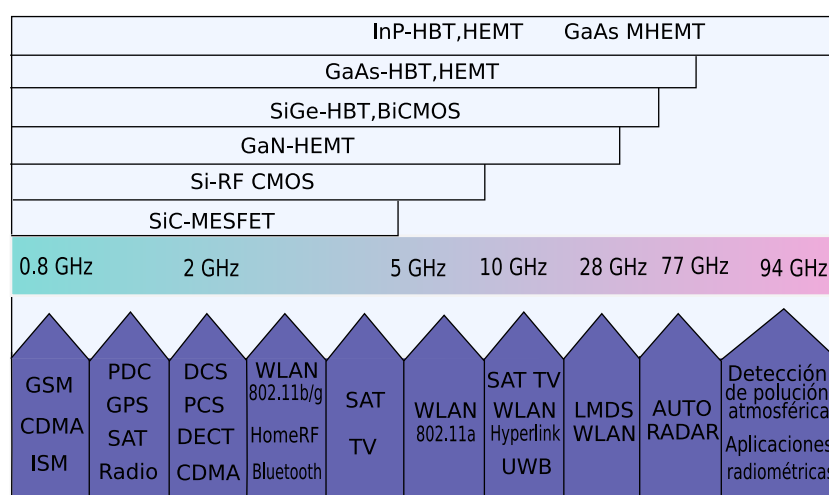 InP-HBT,HEMT GaAs MHEMT
GaAs-HBT,HEMT
SiGe-HBT,BiCMOS
GaN-HEMT
Si-RF CMOS
SiC-MESFET
0.8 GHz 2 GHz 5 GHz 10 GHz 28 GHz 77 GHz 94 GHz
GSM
CDMA
ISM
PDC
GPS
SAT
Radio
DCS
PCS
DECT
CDMA
WLAN
802.11b/g
HomeRF
Bluetooth
SAT
TV
WLAN
802.11a
SAT TV
WLAN
Hyperlink
UWB
LMDS
WLAN
AUTO
RADAR
Detección
de polución
atmosférica
Aplicaciones
radiométricas